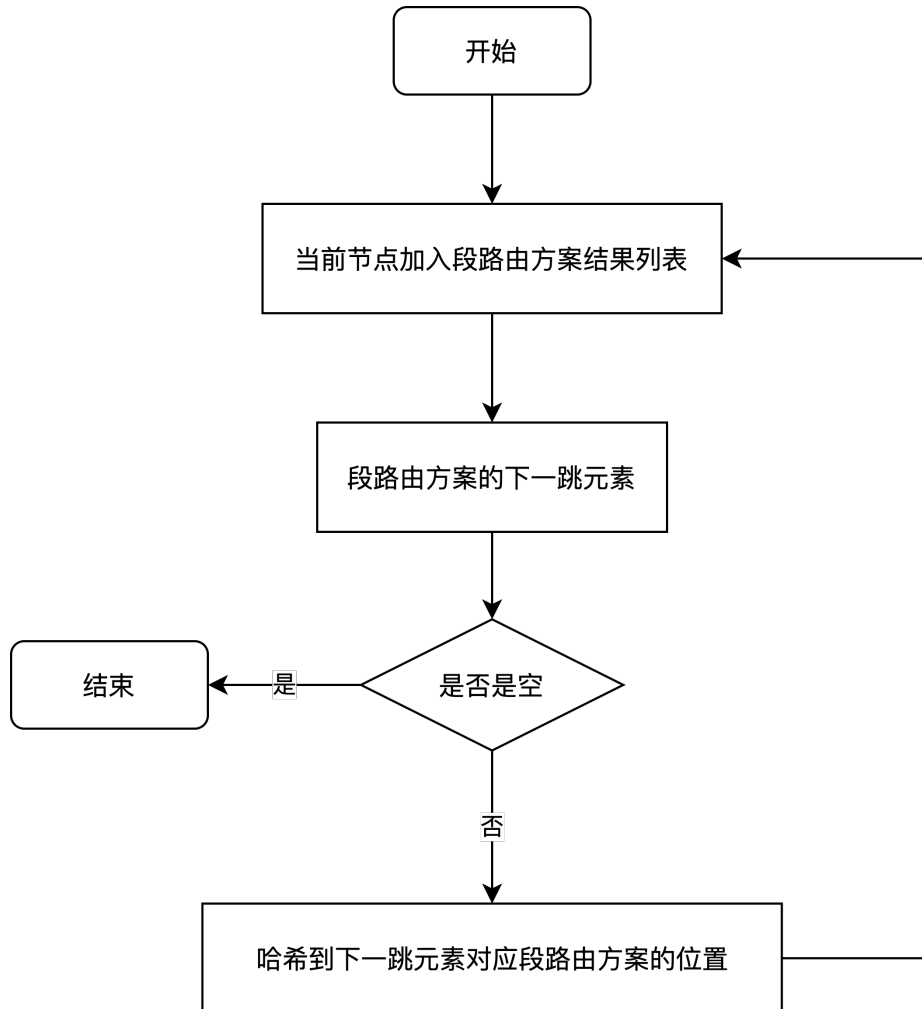 开始
当前节点加入段路由方案结果列表
段路由方案的下一跳元素
是否是空
是
结束
否
哈希到下一跳元素对应段路由方案的位置